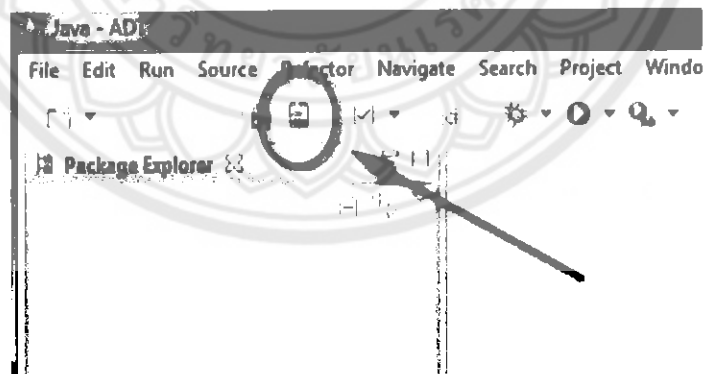 Java - ADT
File Edit Run Source Refactor Navigate Search Project Windo
Package Explorer